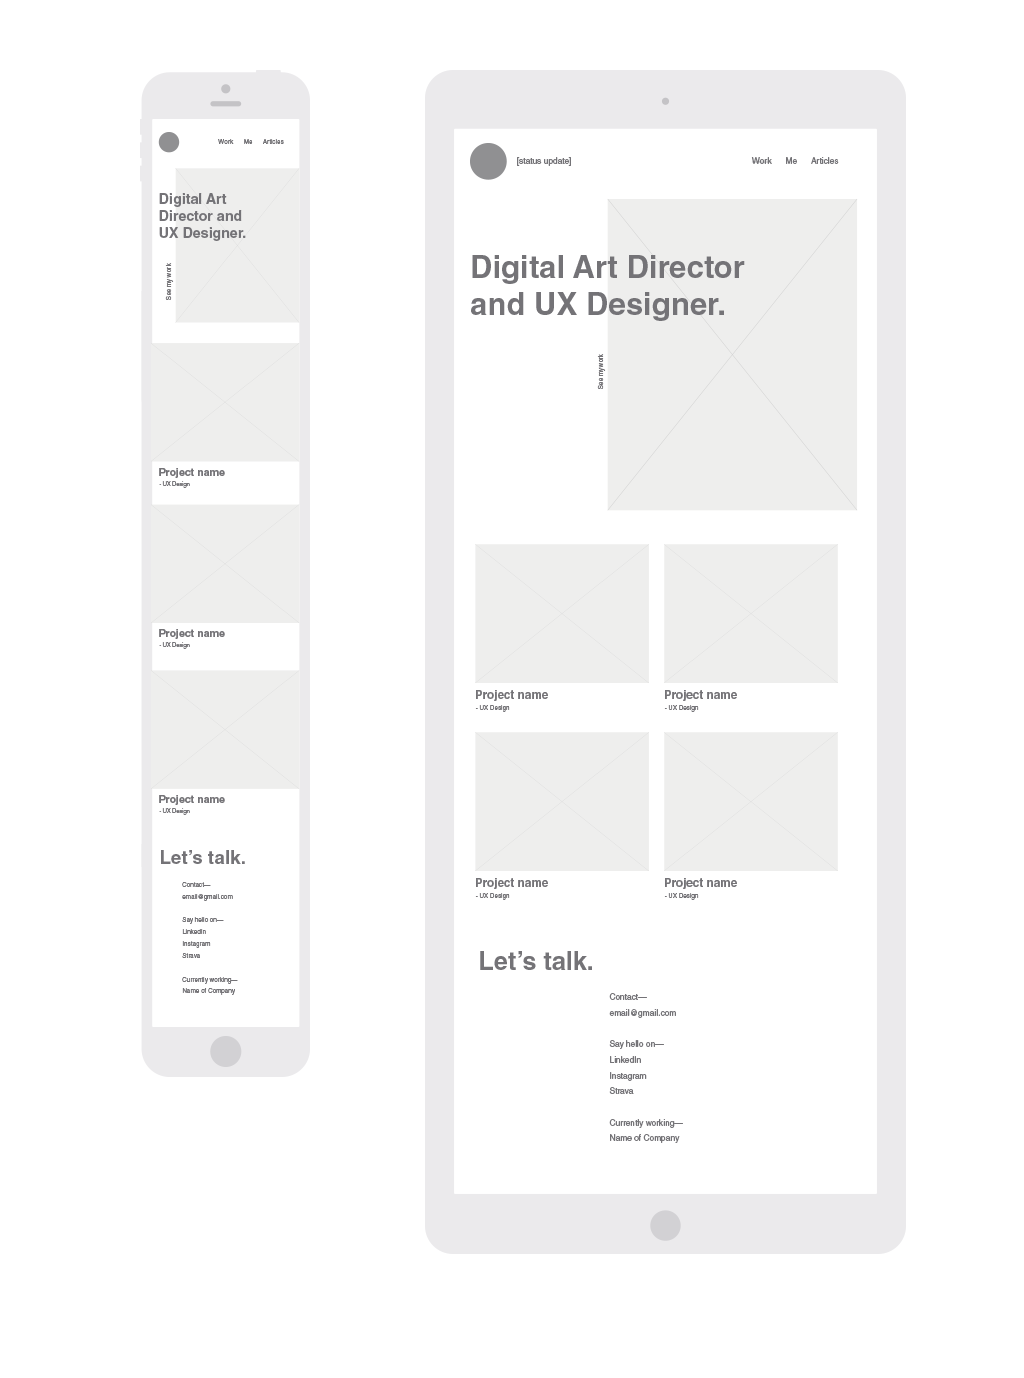 Work Me Articles
Digital Art
Director and
UX Designer.
See my work
Project name
- UX Design
Project name
- UX Design
Project name
- UX Design
Let's talk.
Contact—
email@gmail.com
Say hello on—
LinkedIn
Instagram
Strava
Currently working—
Name of Company
[status update] Work Me Articles
Digital Art Director
and UX Designer.
See my work
Project name Project name
- UX Design - UX Design
Project name Project name
- UX Design - UX Design
Let's talk.
Contact—
email@gmail.com
Say hello on—
LinkedIn
Instagram
Strava
Currently working—
Name of Company